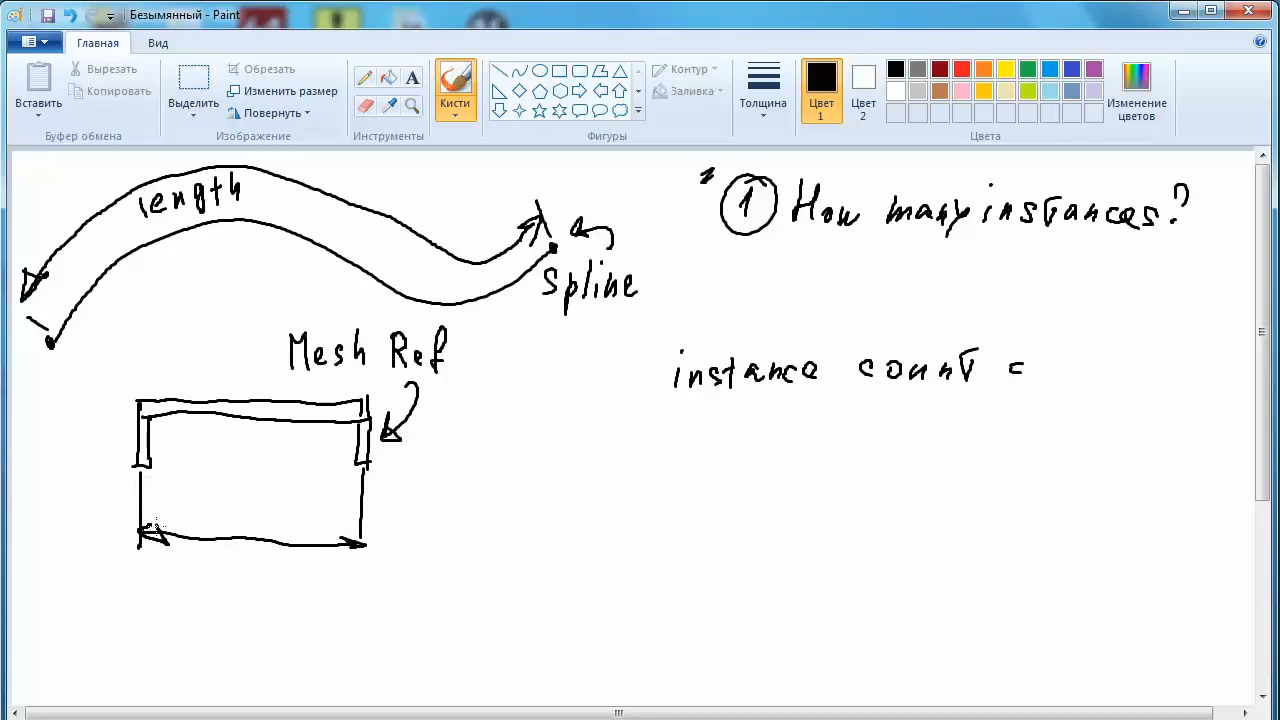 Безымянный - Paint
Главная Вид
Вставить
Вырезать
Копировать
Буфер обмена
Выделить
Обрезать
Изменить размер
Повернуть
Изображение
Инструменты
Кисти
Контур
Заливка
Фигуры
Толщина
Цвет 1
Цвет 2
Изменение цветов
Цвета
length
Spline
1 How many instances?
Mesh Ref
instance count =